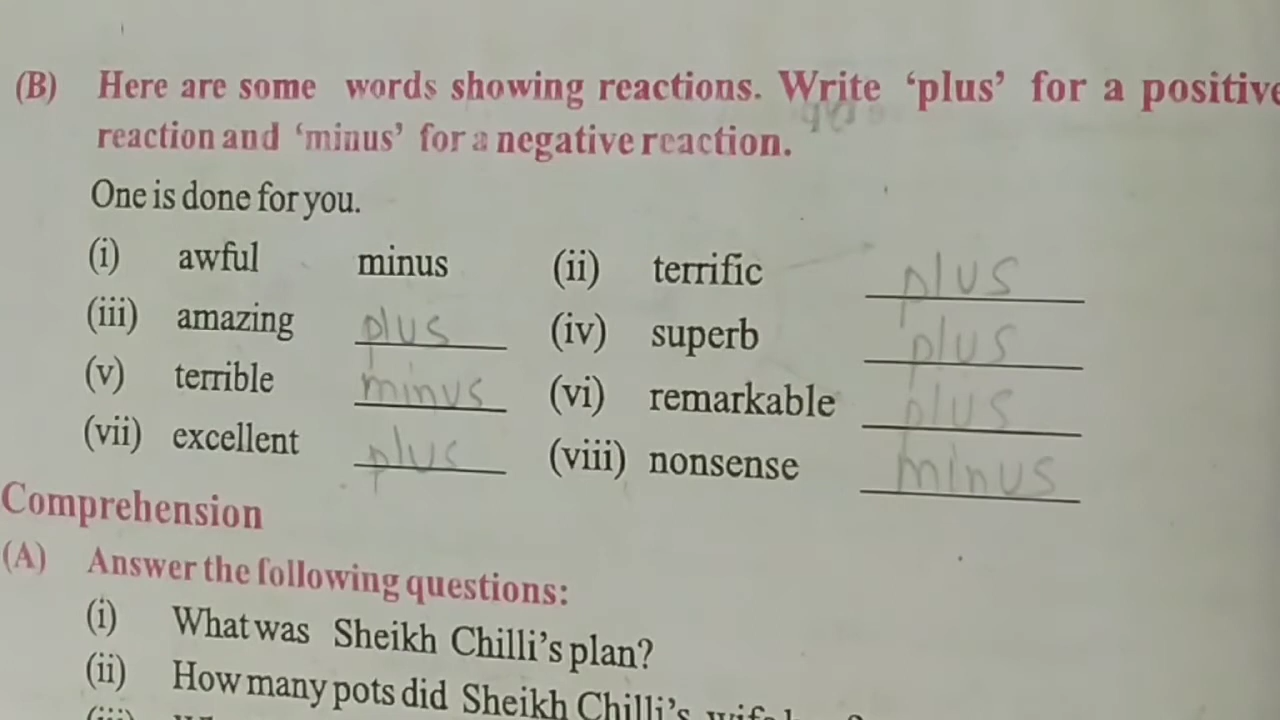 (B) Here are some words showing reactions. Write ‘plus’ for a positive
reaction and ‘minus’ for a negative reaction.
One is done for you.
(i) awful minus (ii) terrific plus
(iii) amazing plus (iv) superb plus
(v) terrible minus (vi) remarkable plus
(vii) excellent plus (viii) nonsense minus
Comprehension
(A) Answer the following questions:
(i) What was Sheikh Chilli’s plan?
(ii) How many pots did Sheikh Chilli’s